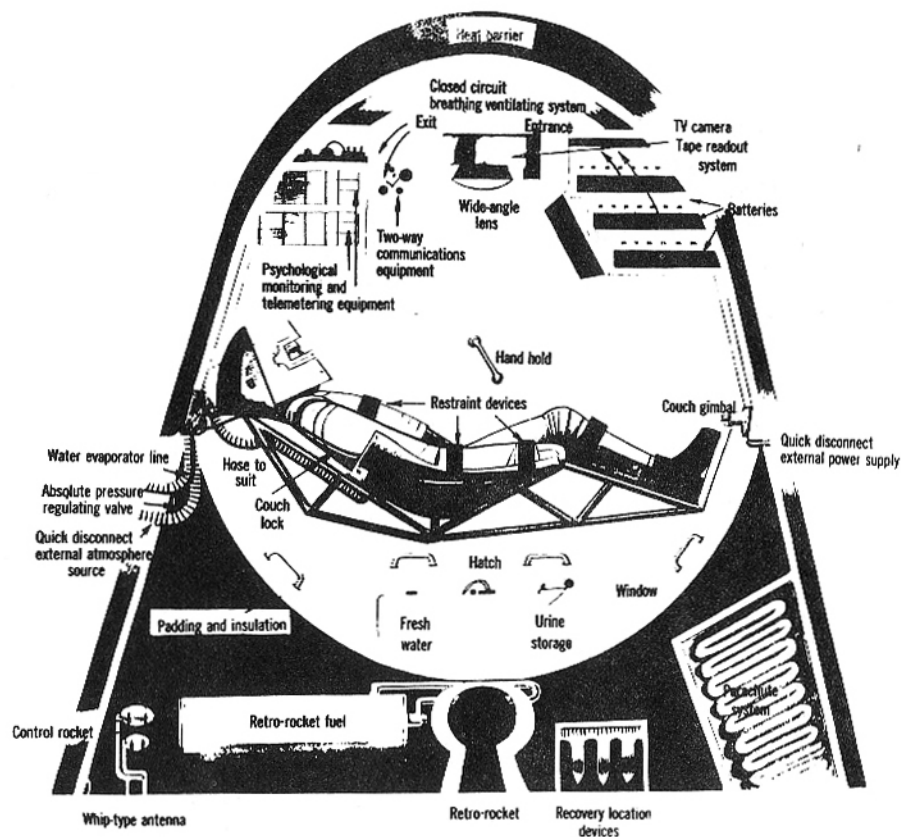 Heat barrier
Closed circuit
breathing ventilating system
Exit
Entrance
TV camera
Tape readout
system
Batteries
Wide-angle
lens
Two-way
communications
equipment
Psychological
monitoring and
telemetering equipment
Hand hold
Restraint devices
Couch gimbal
Quick disconnect
external power supply
Water evaporator line
Hose to
suit
Absolute pressure
regulating valve
Couch
lock
Quick disconnect
external atmosphere
source
Hatch
Window
Fresh
water
Urine
storage
Padding and insulation
Parachute
system
Control rocket
Retro-rocket fuel
Whip-type antenna
Retro-rocket
Recovery location
devices